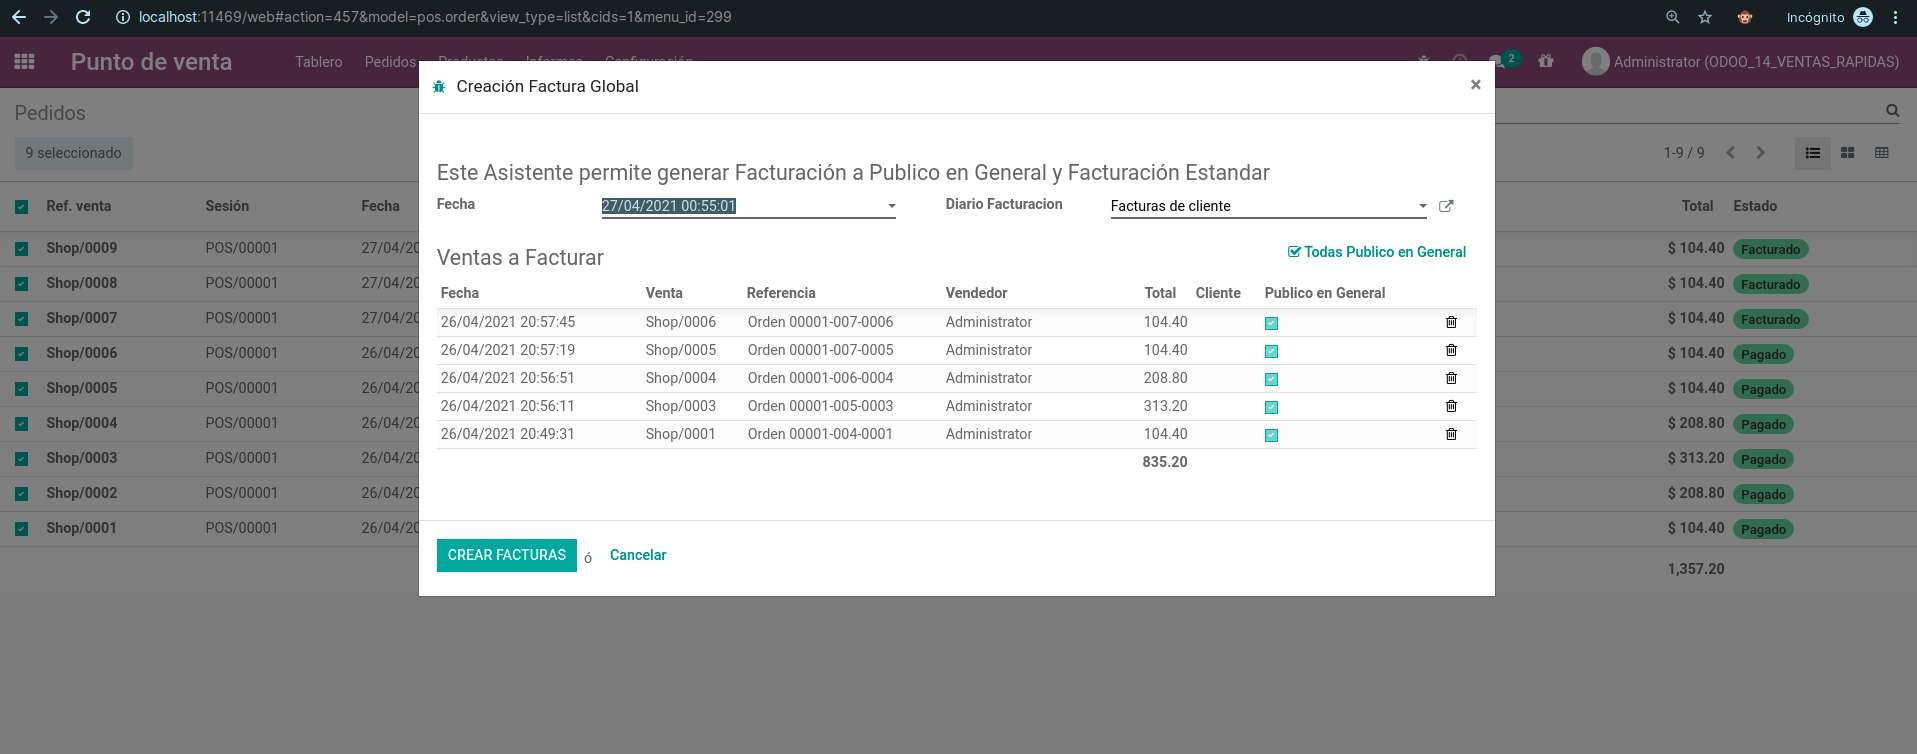 localhost:11469/web#action=457&model=pos.order&view_type=list&cids=1&menu_id=299
Incógnito
Punto de venta
Tablero
Pedidos
Productos
Informes
Configuración
2
Administrator (ODOO_14_VENTAS_RAPIDAS)
Pedidos
9 seleccionado
1-9 / 9
Ref. venta Sesión Fecha Total Estado
Shop/0009 POS/00001 27/04/20 $ 104.40 Facturado
Shop/0008 POS/00001 27/04/20 $ 104.40 Facturado
Shop/0007 POS/00001 27/04/20 $ 104.40 Facturado
Shop/0006 POS/00001 26/04/20 $ 104.40 Pagado
Shop/0005 POS/00001 26/04/20 $ 104.40 Pagado
Shop/0004 POS/00001 26/04/20 $ 208.80 Pagado
Shop/0003 POS/00001 26/04/20 $ 313.20 Pagado
Shop/0002 POS/00001 26/04/20 $ 208.80 Pagado
Shop/0001 POS/00001 26/04/20 $ 104.40 Pagado
1,357.20
Creación Factura Global
×
Este Asistente permite generar Facturación a Publico en General y Facturación Estandar
Fecha 27/04/2021 00:55:01 Diario Facturacion Facturas de cliente
Ventas a Facturar
Todas Publico en General
Fecha Venta Referencia Vendedor Total Cliente Publico en General
26/04/2021 20:57:45 Shop/0006 Orden 00001-007-0006 Administrator 104.40
26/04/2021 20:57:19 Shop/0005 Orden 00001-007-0005 Administrator 104.40
26/04/2021 20:56:51 Shop/0004 Orden 00001-006-0004 Administrator 208.80
26/04/2021 20:56:11 Shop/0003 Orden 00001-005-0003 Administrator 313.20
26/04/2021 20:49:31 Shop/0001 Orden 00001-004-0001 Administrator 104.40
835.20
CREAR FACTURAS ó Cancelar